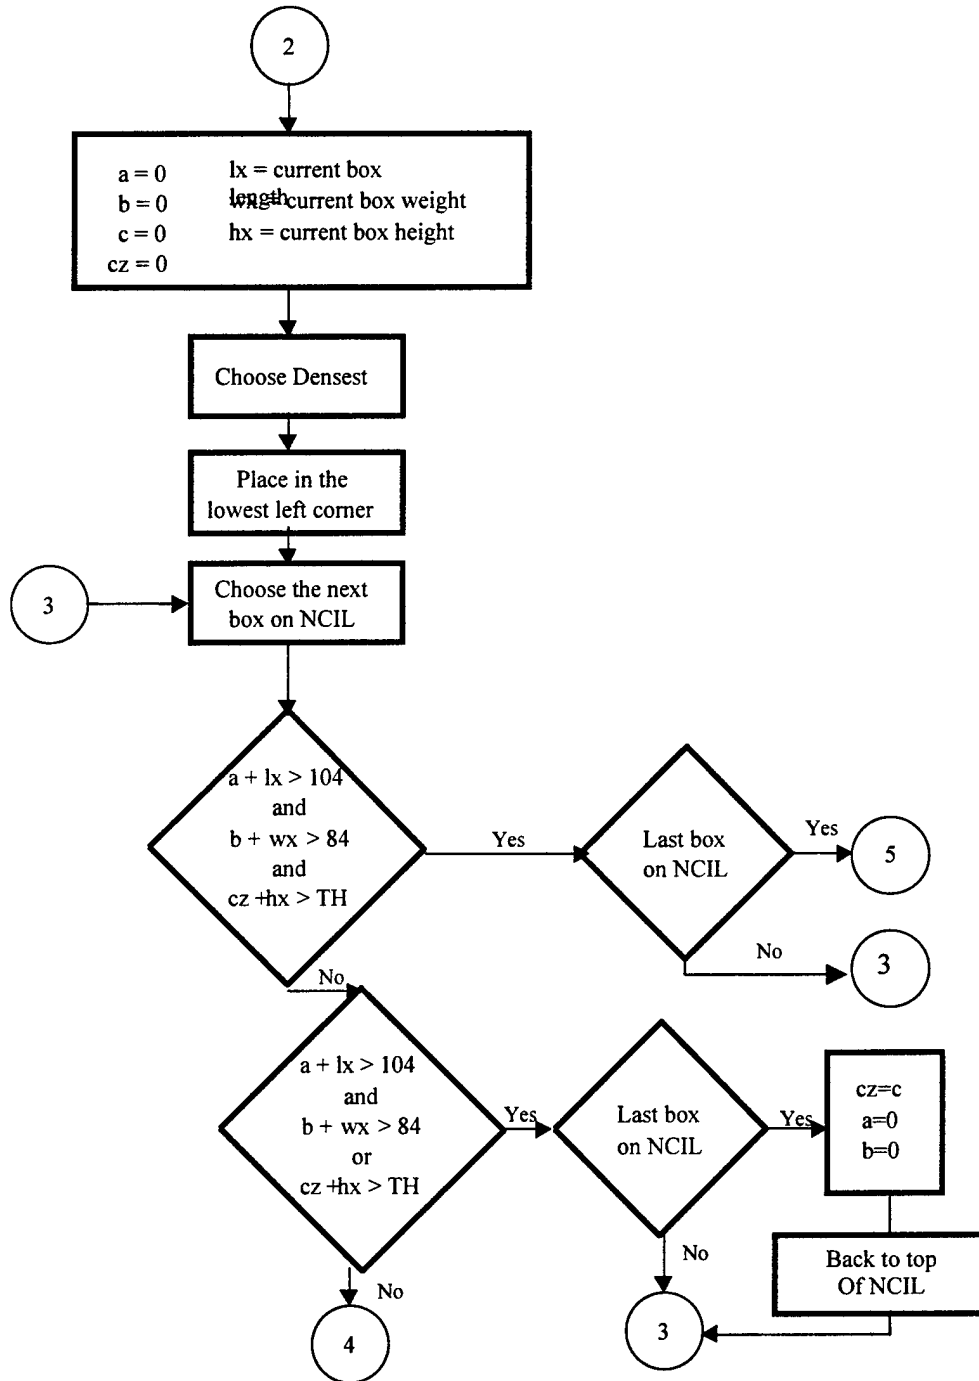 2
a = 0
b = 0
c = 0
cz = 0
lx = current box
length
wx = current box weight
hx = current box height
Choose Densest
Place in the
lowest left corner
3
Choose the next
box on NCIL
a + lx > 104
and
b + wx > 84
and
cz +hx > TH
Yes
Last box
on NCIL
Yes
5
No
3
No
a + lx > 104
and
b + wx > 84
or
cz +hx > TH
Yes
Last box
on NCIL
Yes
cz=c
a=0
b=0
Back to top
Of NCIL
No
3
No
4